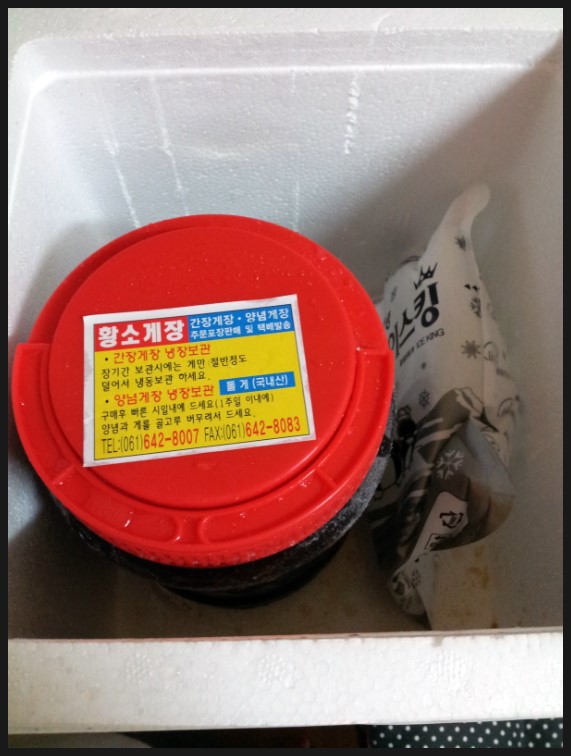 황소게장
간장게장·양념게장
주문포장판매 및 택배발송
• 간장게장 냉장보관
장기간 보관시에는 게만 절반정도
덜어서 냉동보관 하세요.
• 양념게장 냉장보관
돌 게 (국내산)
구매후 빠른 시일내에 드세요(1주일 이내에)
양념과 게를 골고루 버무려서 드세요.
TEL:(061)642-8007 FAX:(061)642-8083
이스킹
ICE KING